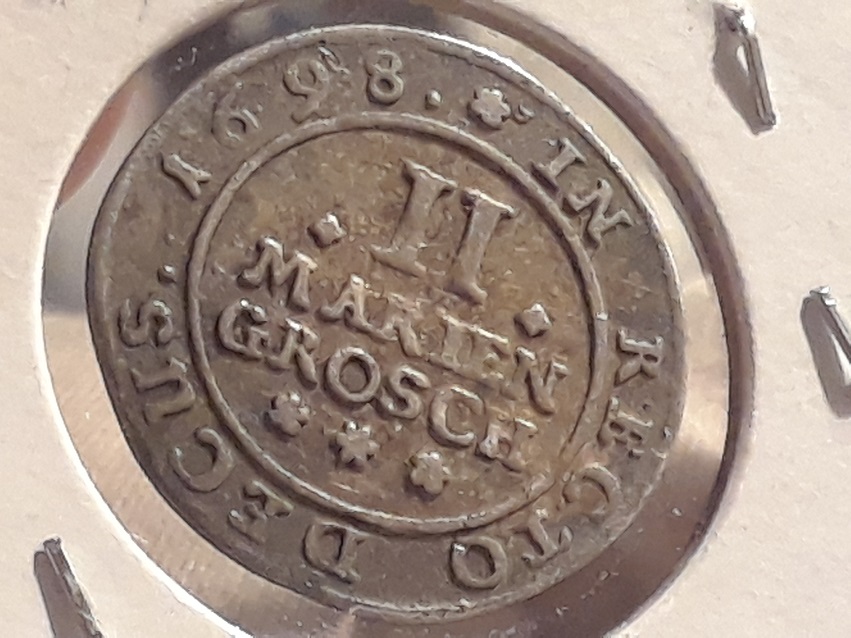 IN RECTO DECUS. 1698.
II
MARIEN
GROSCH